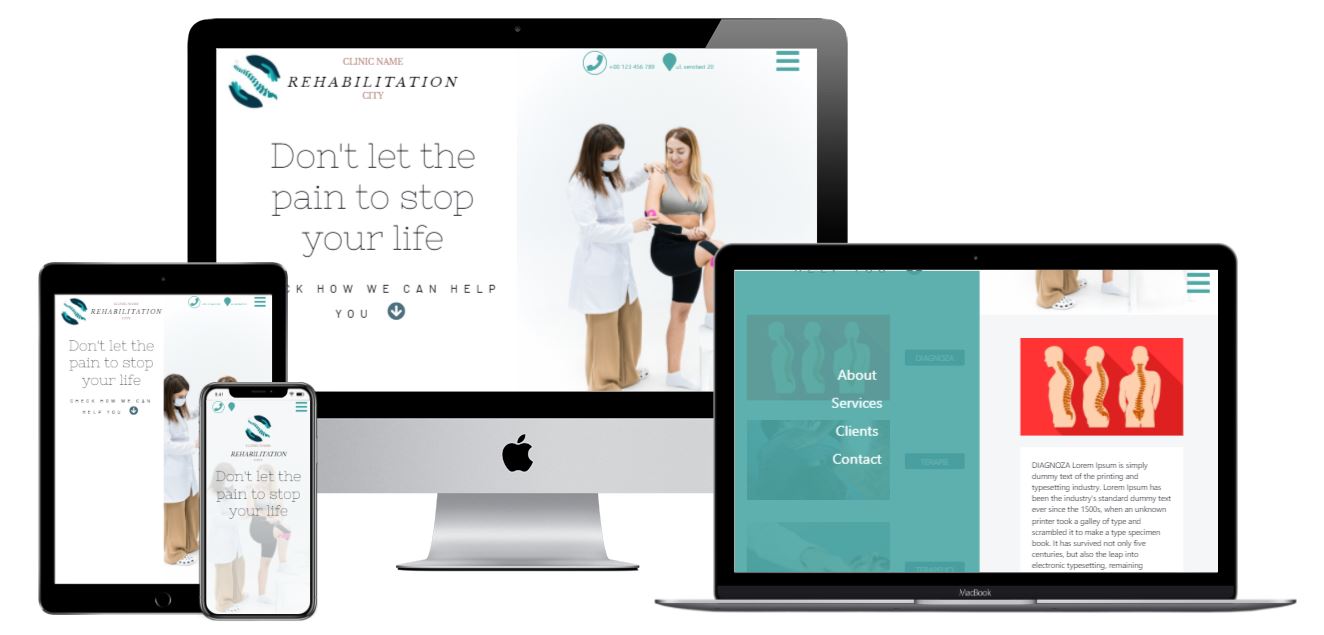 CLINIC NAME
REHABILITATION
CITY
+00 123 456 789
Don't let the
pain to stop
your life
CK HOW WE CAN HELP
YOU
REHABILITATION
Don't let the
pain to stop
your life
CHECK HOW WE CAN
HELP YOU
9:41
CLINIC NAME
REHABILITATION
Don't let the
pain to stop
your life
About
Services
Clients
Contact
DIAGNOZA
TERAPIE
DIAGNOZA Lorem Ipsum is simply
dummy text of the printing and
typesetting industry. Lorem Ipsum has
been the industry's standard dummy text
ever since the 1500s, when an unknown
printer took a galley of type and
scrambled it to make a type specimen
book. It has survived not only five
centuries, but also the leap into
electronic typesetting, remaining
MacBook